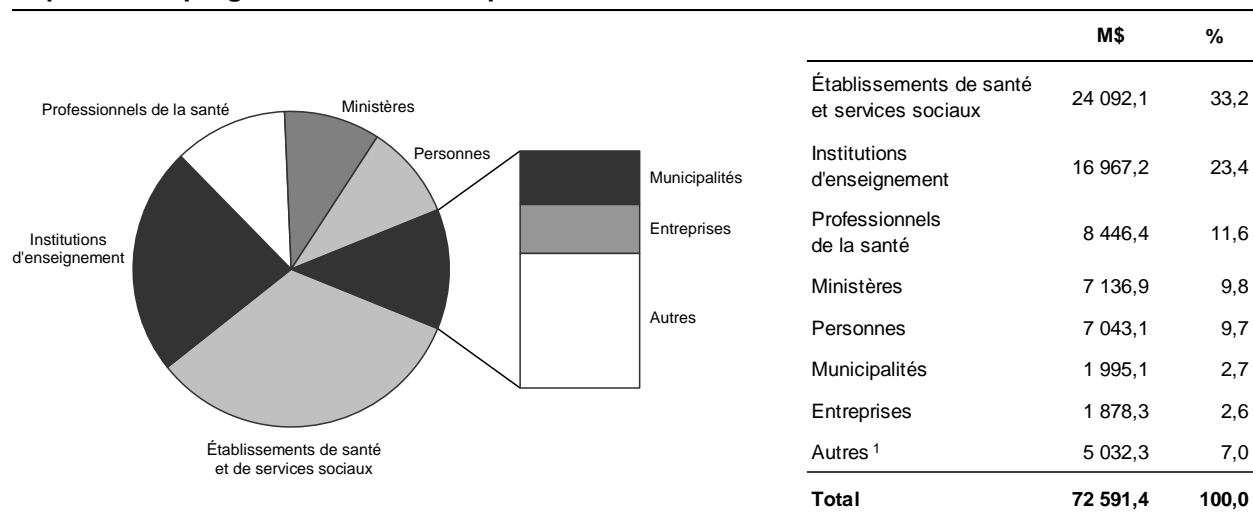 Professionnels de la santé
Ministères
Personnes
Institutions
d'enseignement
Établissements de santé
et de services sociaux
Municipalités
Entreprises
Autres
M$ %
Établissements de santé
et services sociaux 24 092,1 33,2
Institutions
d'enseignement 16 967,2 23,4
Professionnels
de la santé 8 446,4 11,6
Ministères 7 136,9 9,8
Personnes 7 043,1 9,7
Municipalités 1 995,1 2,7
Entreprises 1 878,3 2,6
Autres 1 5 032,3 7,0
Total 72 591,4 100,0